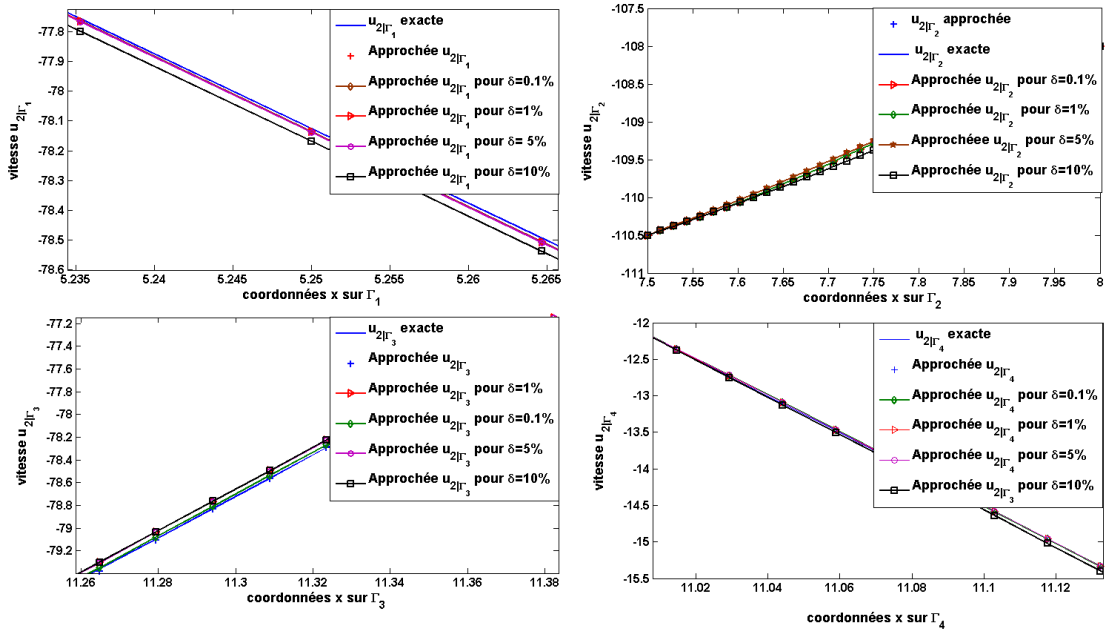 -77.8
-77.9
-78
-78.1
-78.2
-78.3
-78.4
-78.5
-78.6
5.235
5.24
5.245
5.25
5.255
5.26
5.265
vitesse u2|Γ1
coordonnées x sur Γ1
u2|Γ1 exacte
Approchée u2|Γ1
Approchée u2|Γ1 pour δ=0.1%
Approchée u2|Γ1 pour δ=1%
Approchée u2|Γ1 pour δ= 5%
Approchée u2|Γ1 pour δ=10%
-107.5
-108
-108.5
-109
-109.5
-110
-110.5
-111
7.5
7.55
7.6
7.65
7.7
7.75
7.8
7.85
7.9
7.95
8
vitesse u2|Γ2
coordonnées x sur Γ2
u2|Γ2 approchée
u2|Γ2 exacte
Approchée u2|Γ2 pour δ=0.1%
Approchée u2|Γ2 pour δ=1%
Approchéee u2|Γ2 pour δ=5%
Approchée u2|Γ2 pour δ=10%
-77.2
-77.4
-77.6
-77.8
-78
-78.2
-78.4
-78.6
-78.8
-79
-79.2
11.26
11.28
11.3
11.32
11.34
11.36
11.38
vitesse u2|Γ3
coordonnées x sur Γ3
u2|Γ3 exacte
Approchée u2|Γ3
Approchée u2|Γ3 pour δ=1%
Approchée u2|Γ3 pour δ=0.1%
Approchée u2|Γ3 pour δ=5%
Approchée u2|Γ3 pour δ=10%
-12
-12.5
-13
-13.5
-14
-14.5
-15
-15.5
11.02
11.04
11.06
11.08
11.1
11.12
vitesse u2|Γ4
coordonnées x sur Γ4
u2|Γ4 exacte
Approchée u2|Γ4
Approchée u2|Γ4 pour δ=0.1%
Approchée u2|Γ4 pour δ=1%
Approchée u2|Γ4 pour δ=5%
Approchée u2|Γ3 pour δ=10%